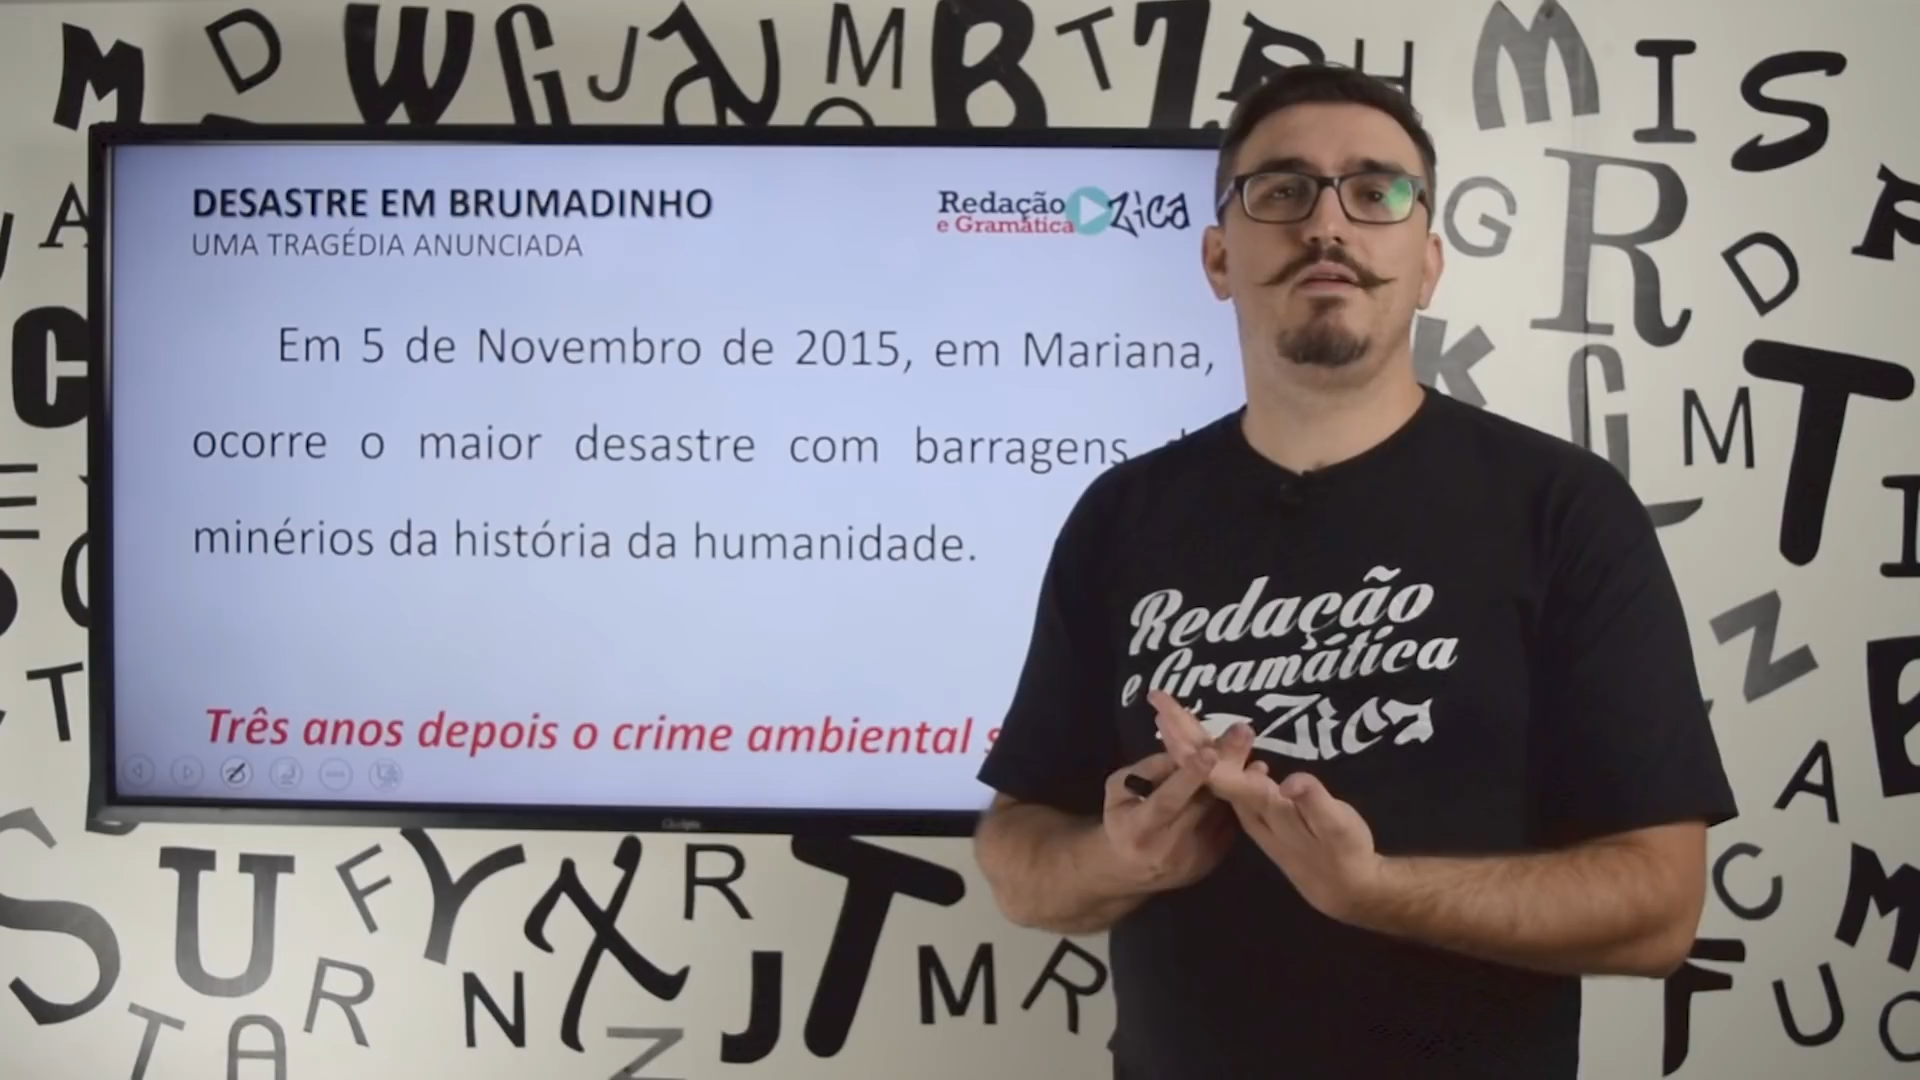 DESASTRE EM BRUMADINHO
UMA TRAGÉDIA ANUNCIADA
Redação
e Gramática
Zica
Em 5 de Novembro de 2015, em Mariana,
ocorre o maior desastre com barragens
minérios da história da humanidade.
Três anos depois o crime ambiental
Redação
e Gramática
Zica